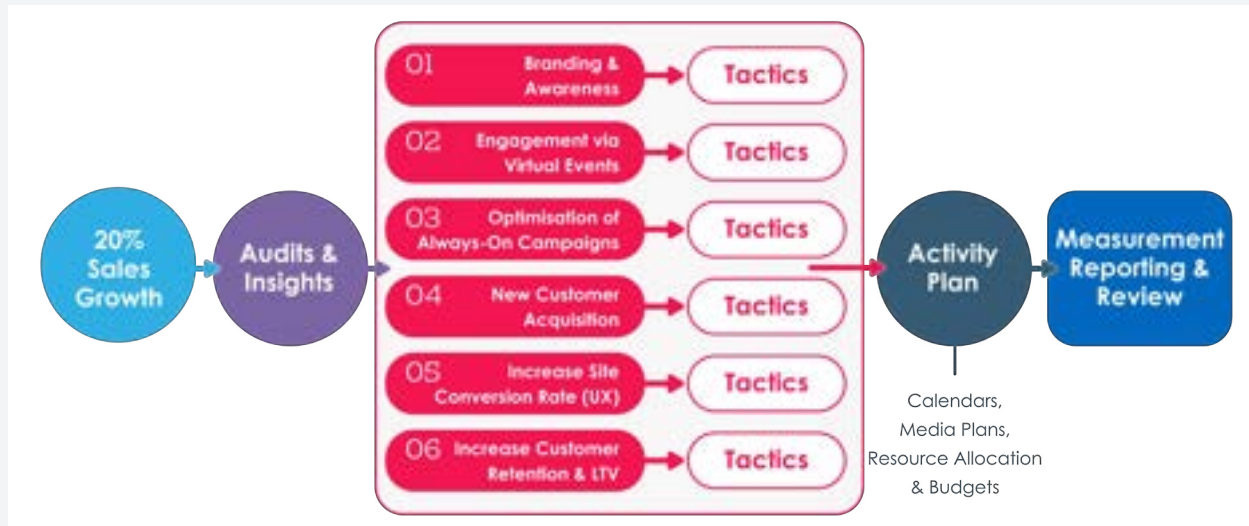 20%
Sales
Growth
Audits &
Insights
01
Branding &
Awareness
Tactics
02
Engagement via
Virtual Events
Tactics
03
Optimisation of
Always-On Campaigns
Tactics
04
New Customer
Acquisition
Tactics
05
Increase Site
Conversion Rate (UX)
Tactics
06
Increase Customer
Retention & LTV
Tactics
Activity
Plan
Calendars,
Media Plans,
Resource Allocation
& Budgets
Measurement
Reporting &
Review